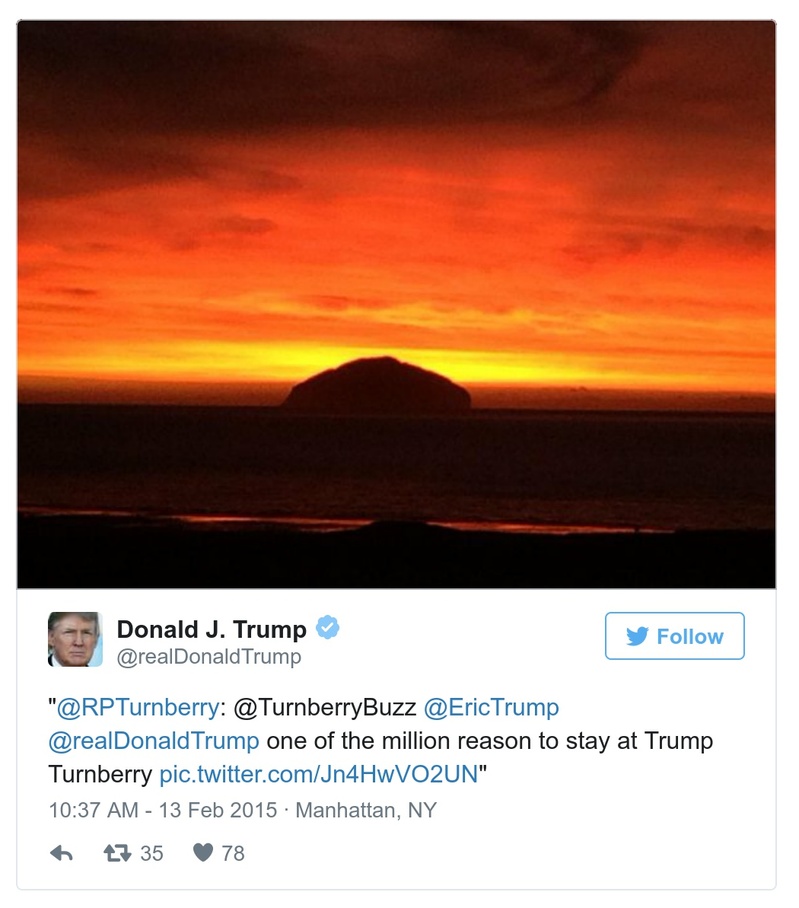 Donald J. Trump
@realDonaldTrump
Follow
"@RPTurnberry: @TurnberryBuzz @EricTrump
@realDonaldTrump one of the million reason to stay at Trump
Turnberry pic.twitter.com/Jn4HwVO2UN"
10:37 AM - 13 Feb 2015 · Manhattan, NY
35 78